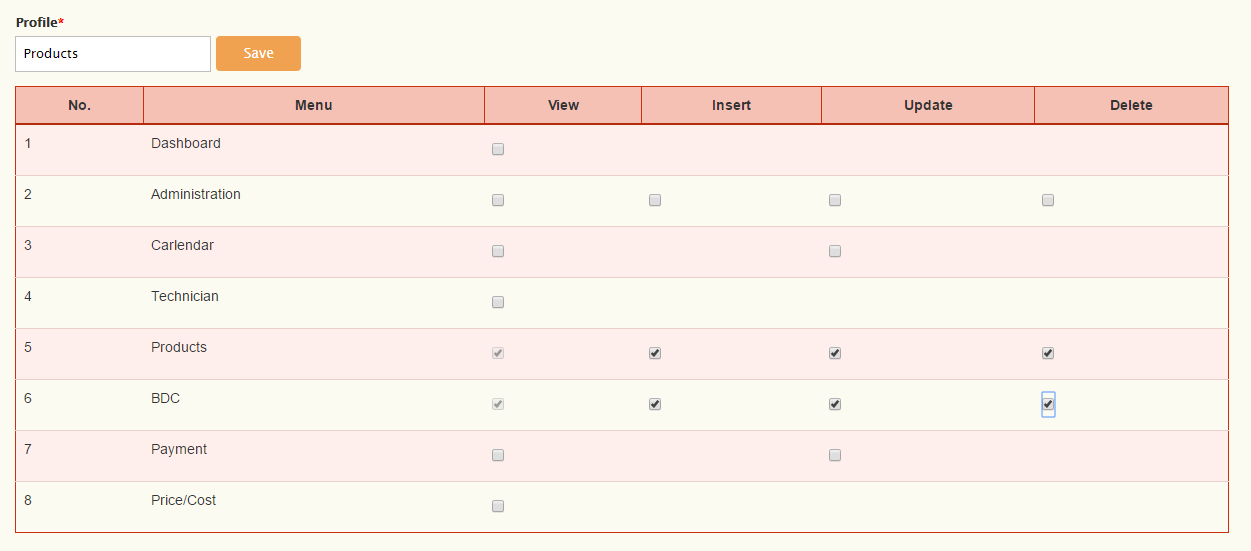 Profile*
Products Save
No. Menu View Insert Update Delete
1 Dashboard
2 Administration
3 Carlendar
4 Technician
5 Products
6 BDC
7 Payment
8 Price/Cost